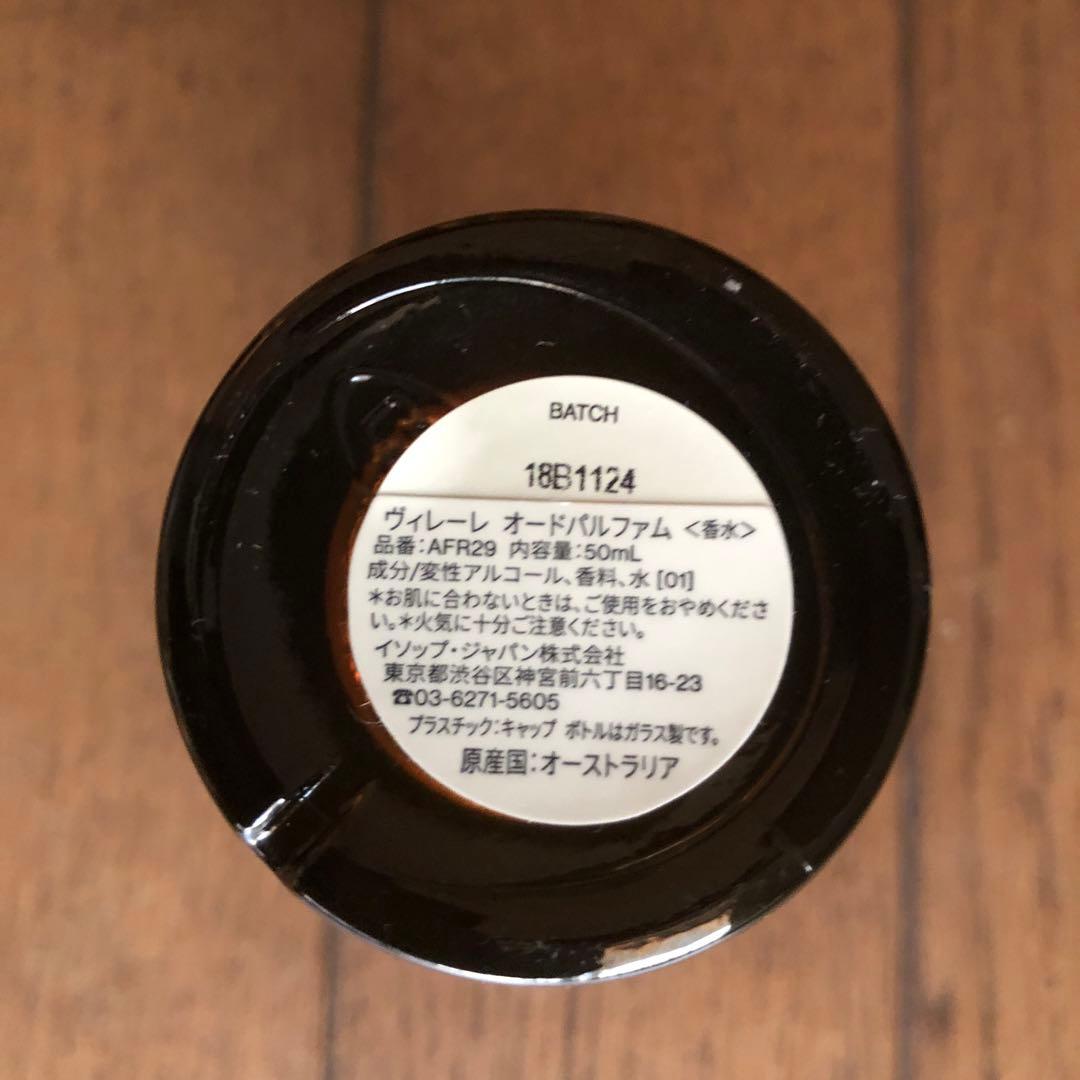 BATCH
18B1124
ヴィレーレ オードパルファム <香水>
品番:AFR29 内容量:50mL
成分/変性アルコール、香料、水 [01]
*お肌に合わないときは、ご使用をおやめくださ
い。*火気に十分ご注意ください。
イソップ・ジャパン株式会社
東京都渋谷区神宮前六丁目16-23
☎03-6271-5605
プラスチック:キャップ ボトルはガラス製です。
原産国:オーストラリア